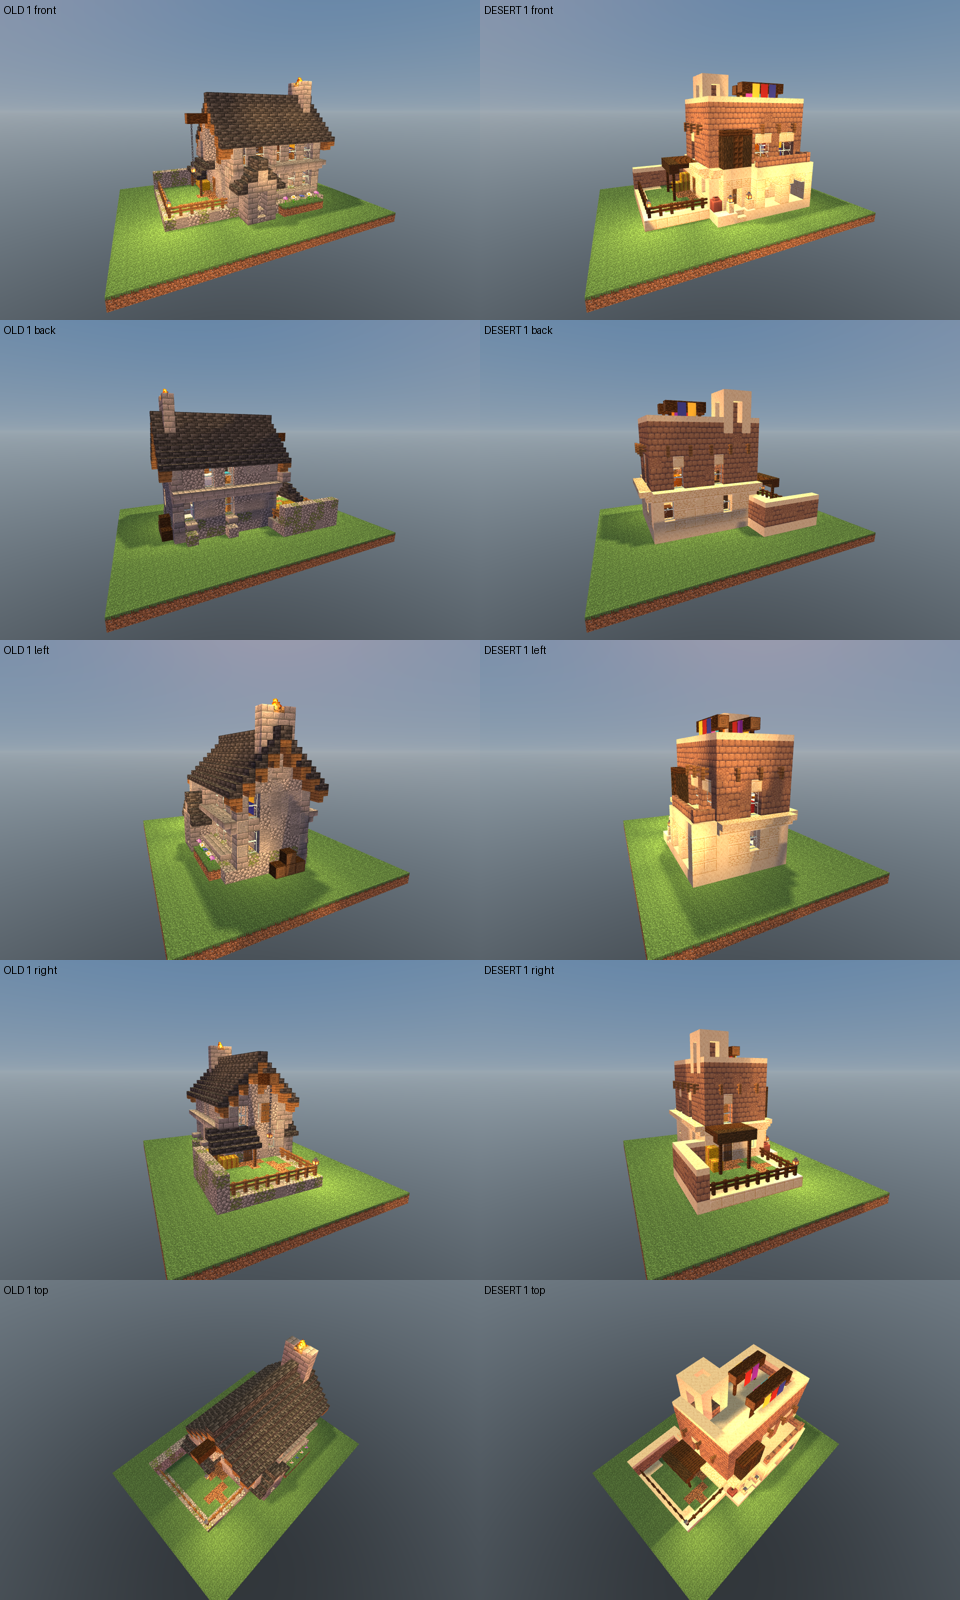 OLD 1 front
DESERT 1 front
OLD 1 back
DESERT 1 back
OLD 1 left
DESERT 1 left
OLD 1 right
DESERT 1 right
OLD 1 top
DESERT 1 top